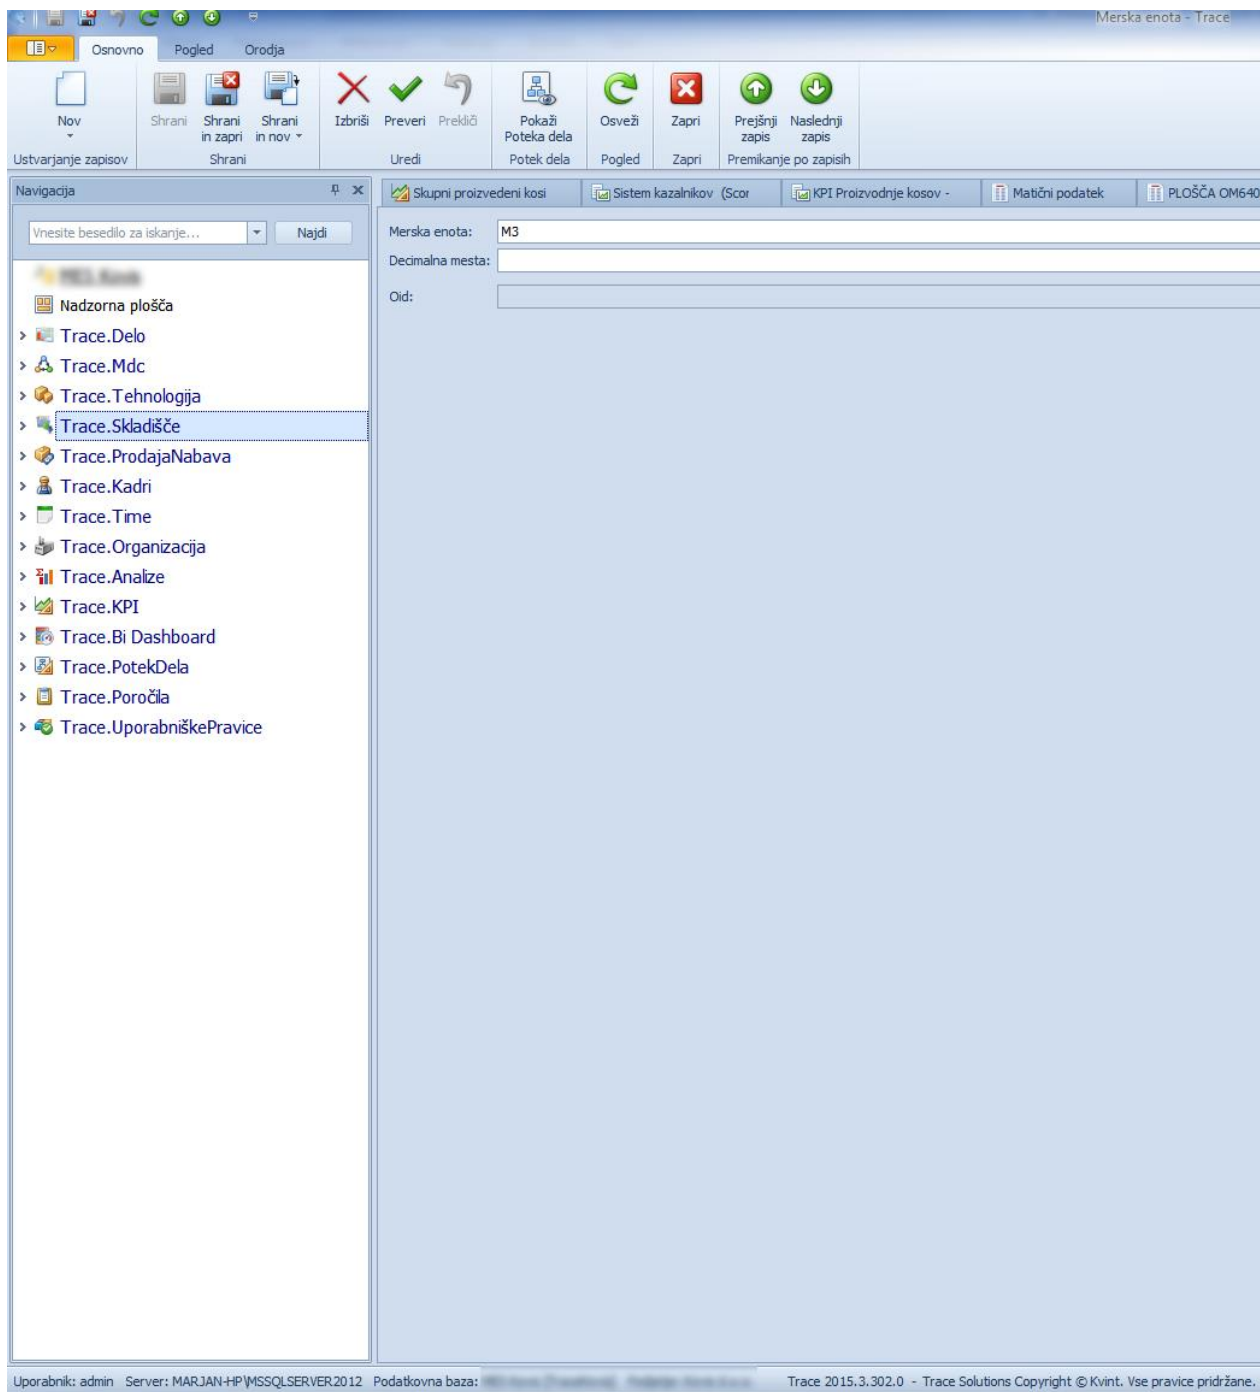 Merska enota - Trace
Osnovno Pogled Orodja
Nov
Shrani
Shrani in zapri
Shrani in nov
Izbriši
Preveri
Prekliči
Pokaži Poteka dela
Osveži
Zapri
Prejšnji zapis
Naslednji zapis
Ustvarjanje zapisov Shrani Uredi Potek dela Pogled Zapri Premikanje po zapisih
Navigacija
Skupni proizvedeni kosi Sistem kazalnikov (Scor KPI Proizvodnje kosov - Matični podatek PLOŠČA OM640
Vnesite besedilo za iskanje... Najdi
Merska enota: M3
Decimalna mesta:
Oid:
Nadzorna plošča
Trace.Delo
Trace.Mdc
Trace.Tehnologija
Trace.Skladišče
Trace.ProdajaNabava
Trace.Kadri
Trace.Time
Trace.Organizacija
Trace.Analize
Trace.KPI
Trace.Bi Dashboard
Trace.PotekDela
Trace.Poročila
Trace.UporabniškePravice
Uporabnik: admin Server: MARJAN-HP\MSSQLSERVER2012 Podatkovna baza: Trace 2015.3.302.0 - Trace Solutions Copyright © Kvint. Vse pravice pridržane.